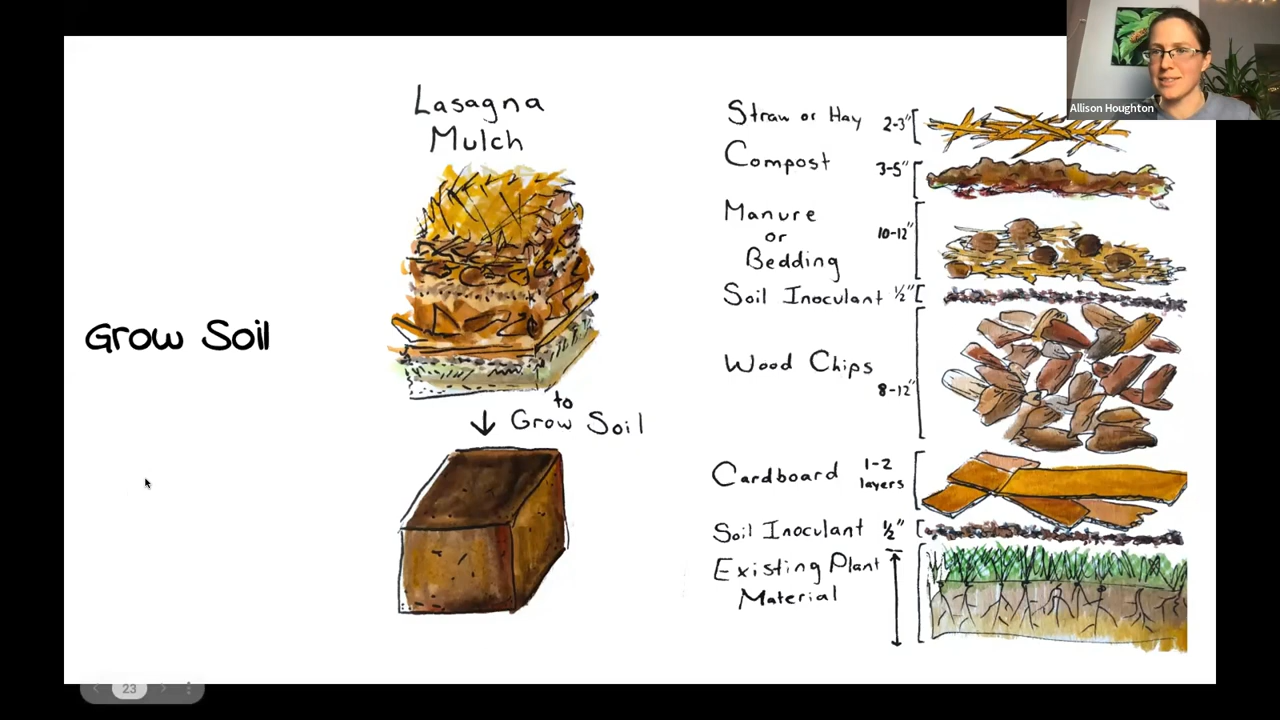 Allison Houghton
Grow Soil
Lasagna
Mulch
to
Grow Soil
Straw or Hay 2-3"
Compost 3-5"
Manure
or
Bedding
10-12"
Soil Inoculant ½"
Wood Chips
8-12"
Cardboard 1-2
layers
Soil Inoculant ½"
Existing Plant
Material
23